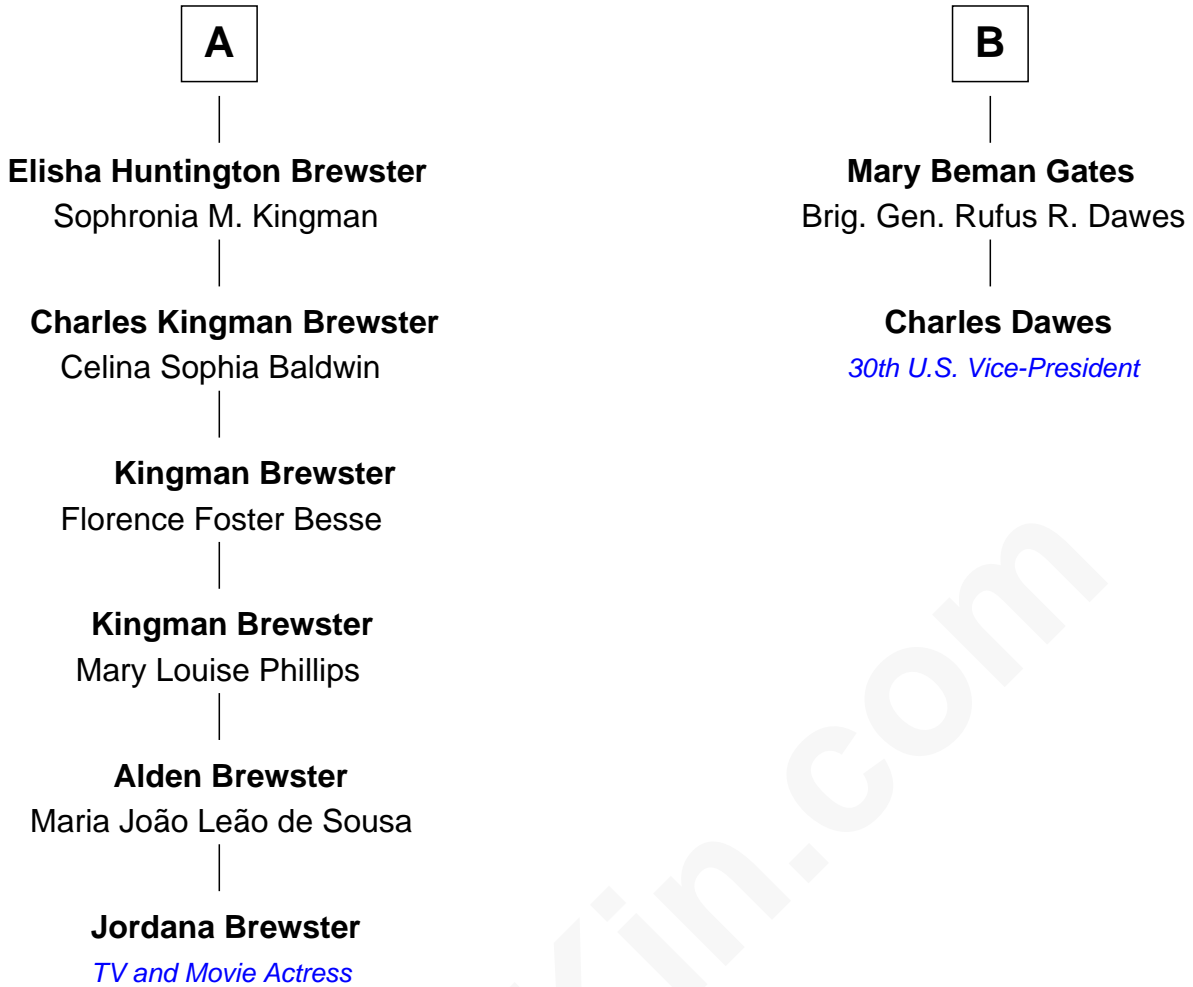 A
Elisha Huntington Brewster
Sophronia M. Kingman
Charles Kingman Brewster
Celina Sophia Baldwin
Kingman Brewster
Florence Foster Besse
Kingman Brewster
Mary Louise Phillips
Alden Brewster
Maria João Leão de Sousa
Jordana Brewster
TV and Movie Actress
B
Mary Beman Gates
Brig. Gen. Rufus R. Dawes
Charles Dawes
30th U.S. Vice-President
Kin.com